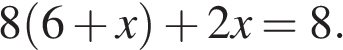 8(6 + x) + 2x = 8.